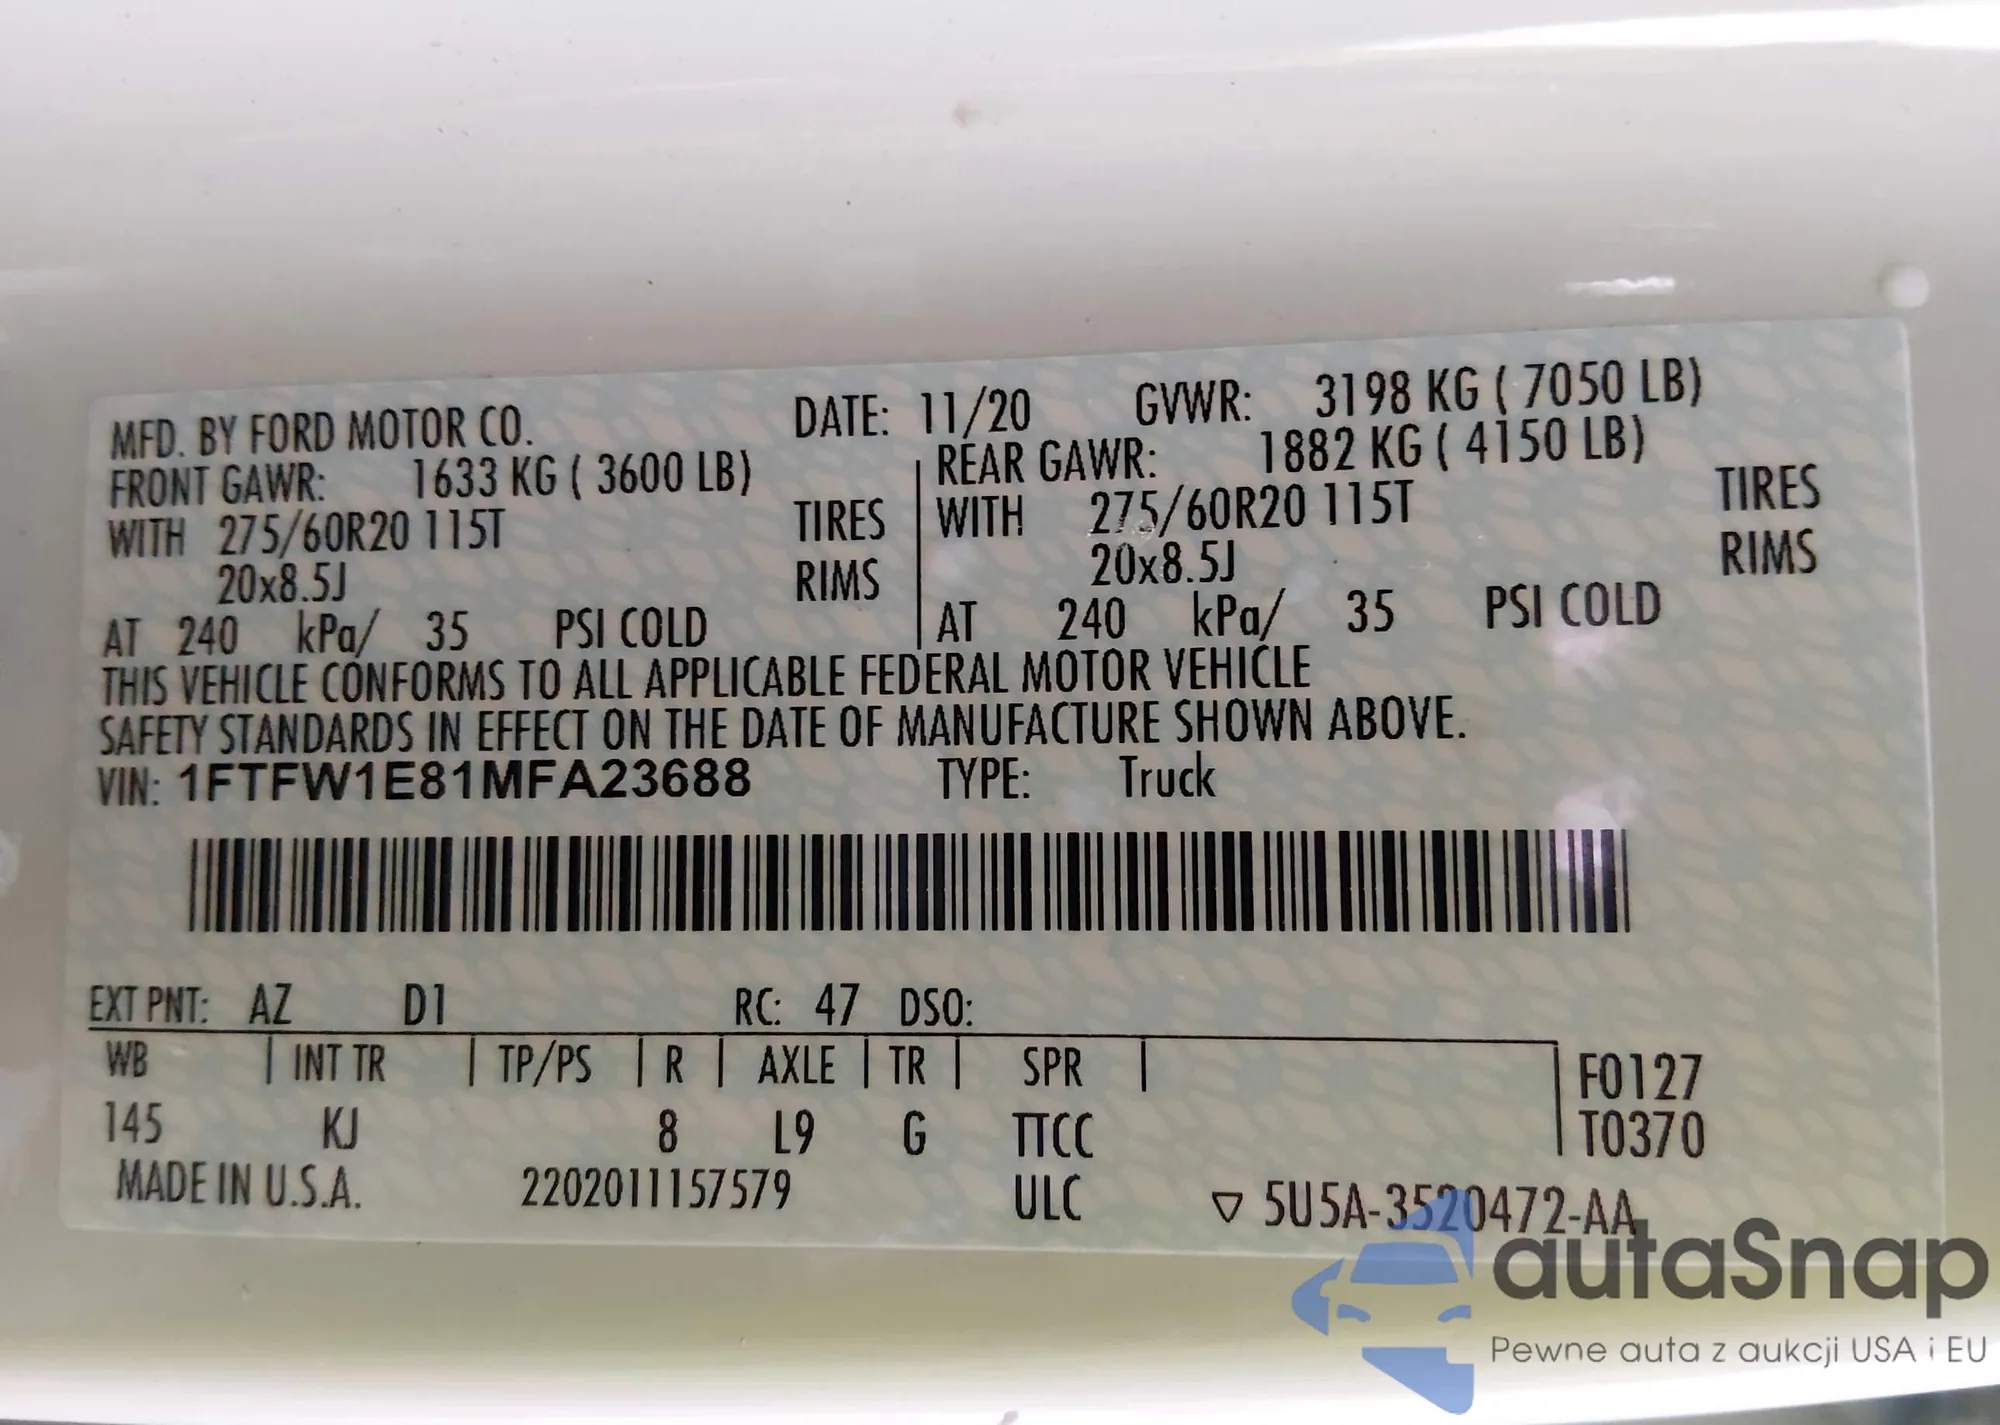 MFD. BY FORD MOTOR CO. DATE: 11/20 GVWR: 3198 KG ( 7050 LB)
FRONT GAWR: 1633 KG ( 3600 LB) REAR GAWR: 1882 KG ( 4150 LB)
WITH 275/60R20 115T TIRES WITH 275/60R20 115T TIRES
20x8.5J RIMS 20x8.5J RIMS
AT 240 kPa/ 35 PSI COLD AT 240 kPa/ 35 PSI COLD
THIS VEHICLE CONFORMS TO ALL APPLICABLE FEDERAL MOTOR VEHICLE
SAFETY STANDARDS IN EFFECT ON THE DATE OF MANUFACTURE SHOWN ABOVE.
VIN: 1FTFW1E81MFA23688 TYPE: Truck
EXT PNT: AZ D1 RC: 47 DSO:
WB INT TR TP/PS R AXLE TR SPR F0127
145 KJ 8 L9 G TTCC T0370
MADE IN U.S.A. 2202011157579 ULC ▽ 5U5A-3520472-AA
autaSnap
Pewne auta z aukcji USA i EU